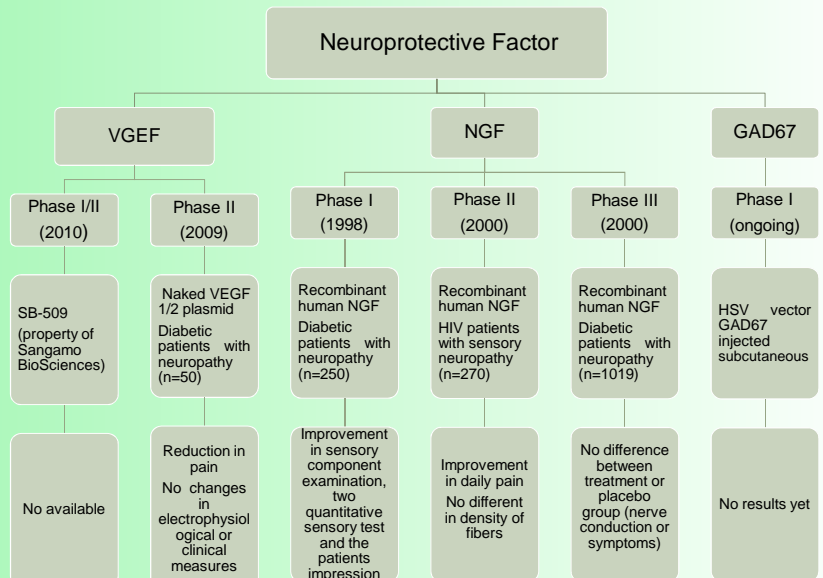 Neuroprotective Factor
VGEF
NGF
GAD67
Phase I/II
(2010)
Phase II
(2009)
Phase I
(1998)
Phase II
(2000)
Phase III
(2000)
Phase I
(ongoing)
SB-509
(property of
Sangamo
BioSciences)
Naked VEGF
1/2 plasmid
Diabetic
patients with
neuropathy
(n=50)
Recombinant
human NGF
Diabetic
patients with
neuropathy
(n=250)
Recombinant
human NGF
HIV patients
with sensory
neuropathy
(n=270)
Recombinant
human NGF
Diabetic
patients with
neuropathy
(n=1019)
HSV vector
GAD67
injected
subcutaneous
No available
Reduction in
pain
No changes
in
electrophysiol
ogical or
clinical
measures
Improvement
in sensory
component
examination,
two
quantitative
sensory test
and the
patients
impression
Improvement
in daily pain
No different
in density of
fibers
No difference
between
treatment or
placebo
group (nerve
conduction or
symptoms)
No results yet